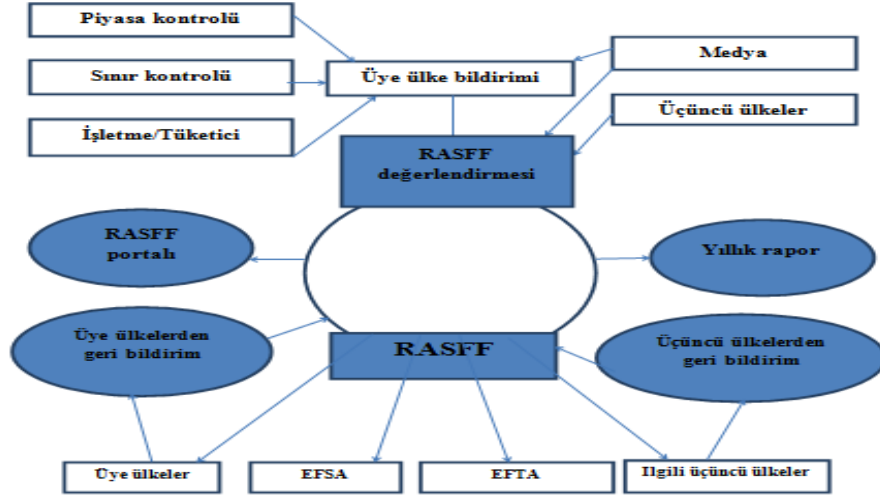 Piyasa kontrolü
Sınır kontrolü
İşletme/Tüketici
Üye ülke bildirimi
Medya
Üçüncü ülkeler
RASFF
değerlendirmesi
RASFF
portalı
Yıllık rapor
Üye ülkelerden
geri bildirim
RASFF
Üçüncü ülkelerden
geri bildirim
Üye ülkeler
EFSA
EFTA
Ilgili üçüncü ülkeler